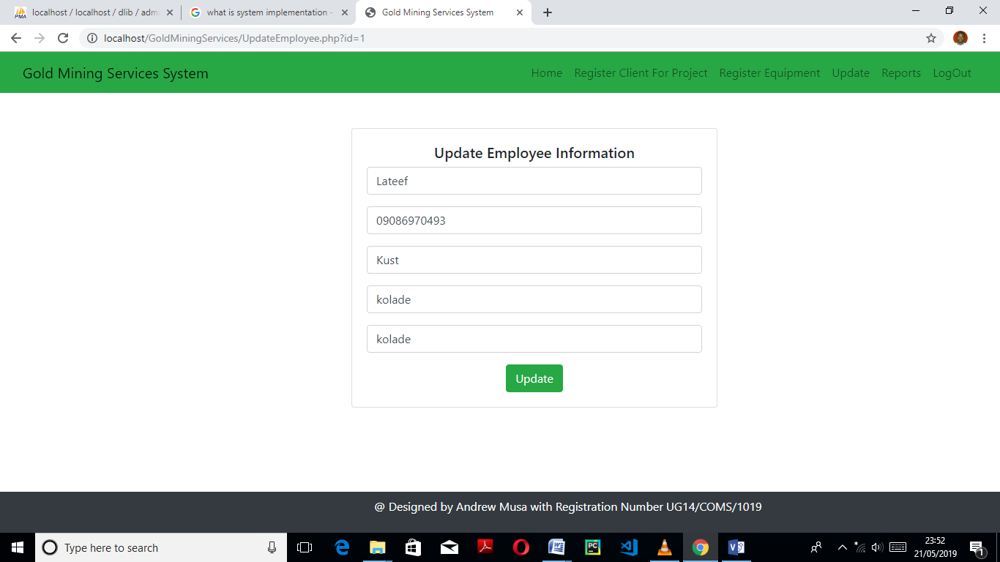 localhost / localhost / dlib / admi
what is system implementation -
Gold Mining Services System
localhost/GoldMiningServices/UpdateEmployee.php?id=1
Gold Mining Services System
Home Register Client For Project Register Equipment Update Reports LogOut
Update Employee Information
Lateef
09086970493
Kust
kolade
kolade
Update
@ Designed by Andrew Musa with Registration Number UG14/COMS/1019
Type here to search
23:52
21/05/2019